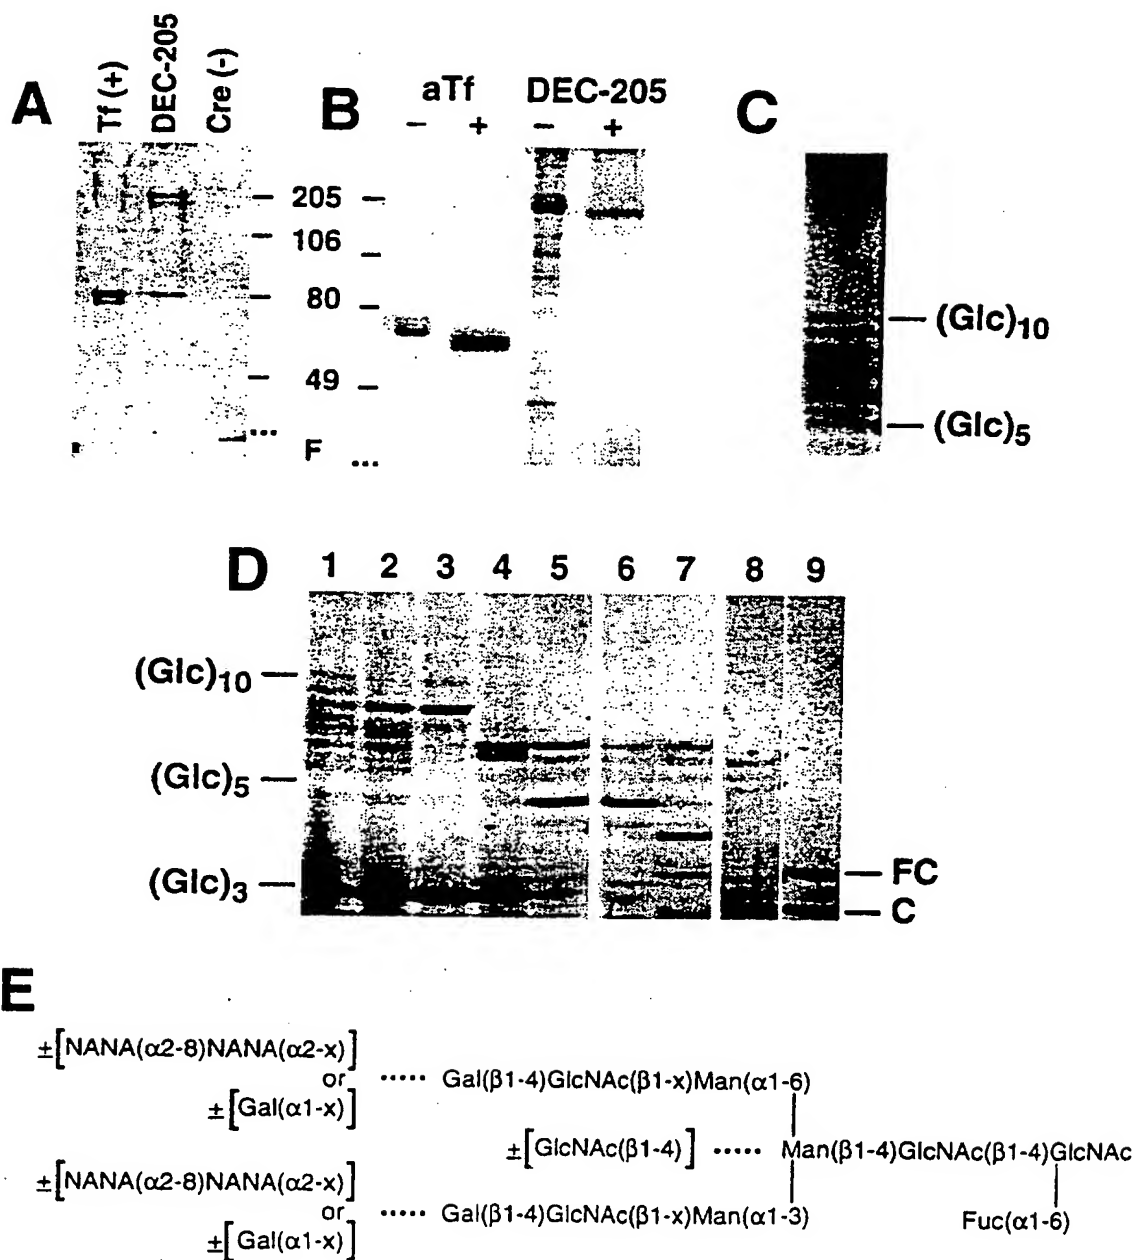 A
Tf (+)
DEC-205
Cre (-)
205
106
80
49
F
B
aTf
DEC-205
− + − +
C
(Glc)10
(Glc)5
D
1 2 3 4 5 6 7 8 9
(Glc)10
(Glc)5
(Glc)3
FC
C
E
±[NANA(α2-8)NANA(α2-x)]
or
±[Gal(α1-x)]
····· Gal(β1-4)GlcNAc(β1-x)Man(α1-6)
±[GlcNAc(β1-4)] ····· Man(β1-4)GlcNAc(β1-4)GlcNAc
±[NANA(α2-8)NANA(α2-x)]
or
±[Gal(α1-x)]
····· Gal(β1-4)GlcNAc(β1-x)Man(α1-3)
Fuc(α1-6)